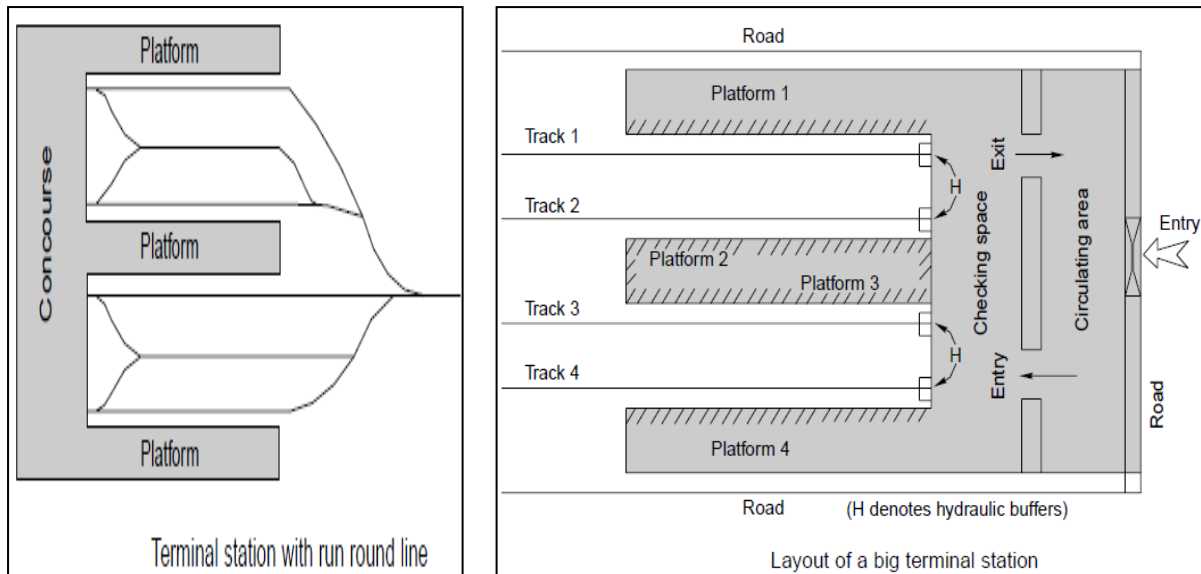 Platform
Concourse
Platform
Platform
Terminal station with run round line
Road
Platform 1
Track 1
Exit
H
Track 2
Checking space
Circulating area
Entry
Platform 2
Platform 3
Track 3
H
Track 4
Entry
Road
Platform 4
Road
(H denotes hydraulic buffers)
Layout of a big terminal station